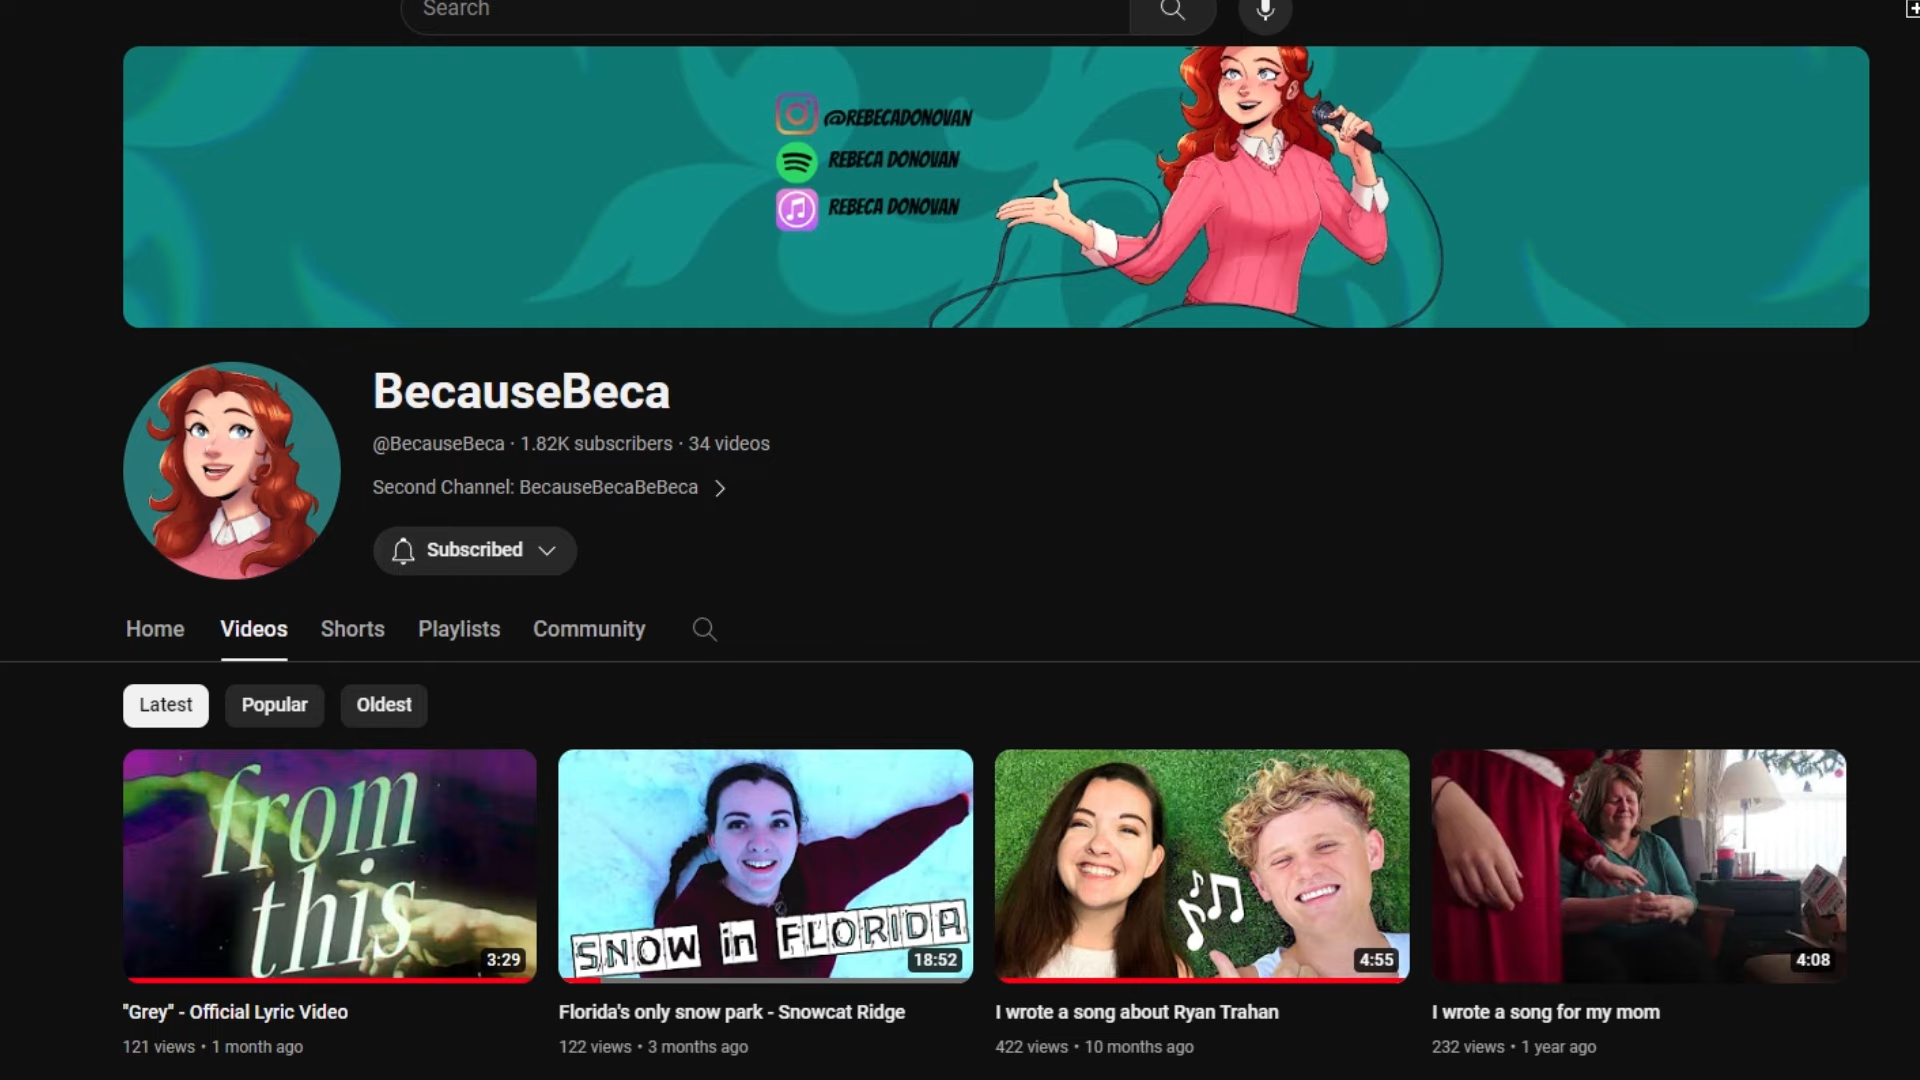 Search
@REBECADONOVAN
REBECA DONOVAN
REBECA DONOVAN
BecauseBeca
@BecauseBeca · 1.82K subscribers · 34 videos
Second Channel: BecauseBecaBeBeca
Subscribed
Home Videos Shorts Playlists Community
Latest Popular Oldest
from
this
3:29
SNOW in FLORIDA
18:52
4:55
4:08
"Grey" - Official Lyric Video
121 views • 1 month ago
Florida's only snow park - Snowcat Ridge
122 views • 3 months ago
I wrote a song about Ryan Trahan
422 views • 10 months ago
I wrote a song for my mom
232 views • 1 year ago